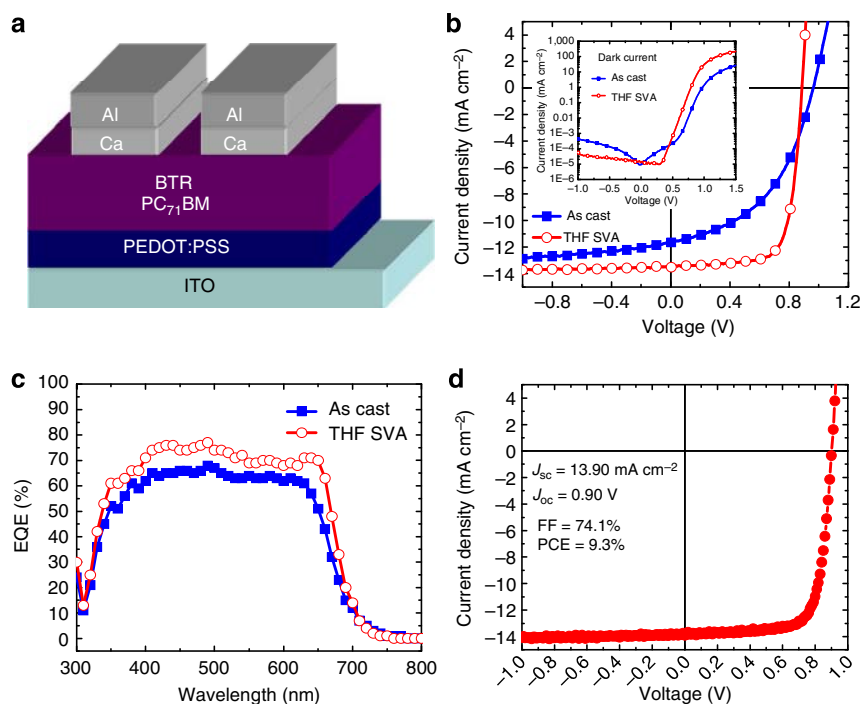 a
Al
Al
Ca
Ca
BTR
PC₇₁BM
PEDOT:PSS
ITO
b
4
2
0
−2
−4
−6
−8
−10
−12
−14
Current density (mA cm⁻²)
−0.8
−0.4
0.0
0.4
0.8
1.2
Voltage (V)
As cast
THF SVA
1,000
100
10
1
0.1
0.01
1E−3
1E−4
1E−5
1E−6
Current density (mA cm⁻²)
Dark current
As cast
THF SVA
−1.0
−0.5
0.0
0.5
1.0
1.5
Voltage (V)
c
100
90
80
70
60
50
40
30
20
10
0
EQE (%)
As cast
THF SVA
300
400
500
600
700
800
Wavelength (nm)
d
4
2
0
−2
−4
−6
−8
−10
−12
−14
Current density (mA cm⁻²)
Jsc = 13.90 mA cm⁻²
Joc = 0.90 V
FF = 74.1%
PCE = 9.3%
−1.0
−0.8
−0.6
−0.4
−0.2
0.0
0.2
0.4
0.6
0.8
1.0
Voltage (V)